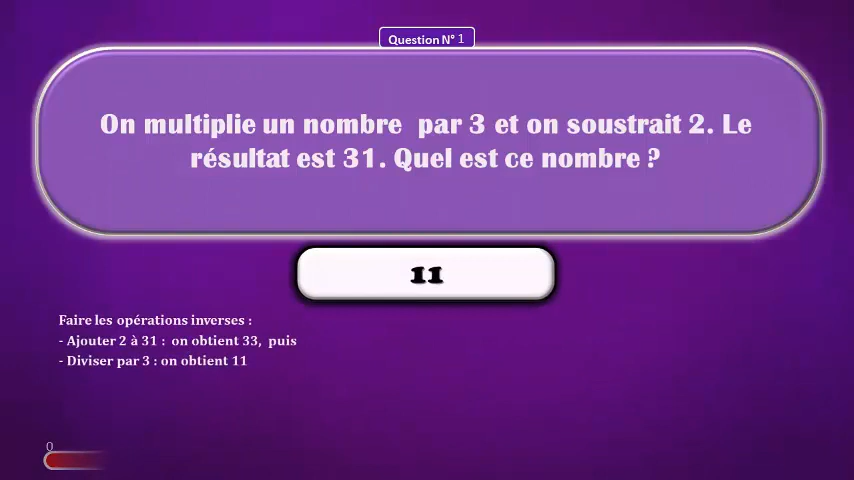 Question N° 1
On multiplie un nombre par 3 et on soustrait 2. Le
résultat est 31. Quel est ce nombre ?
11
Faire les opérations inverses :
- Ajouter 2 à 31 : on obtient 33, puis
- Diviser par 3 : on obtient 11
0